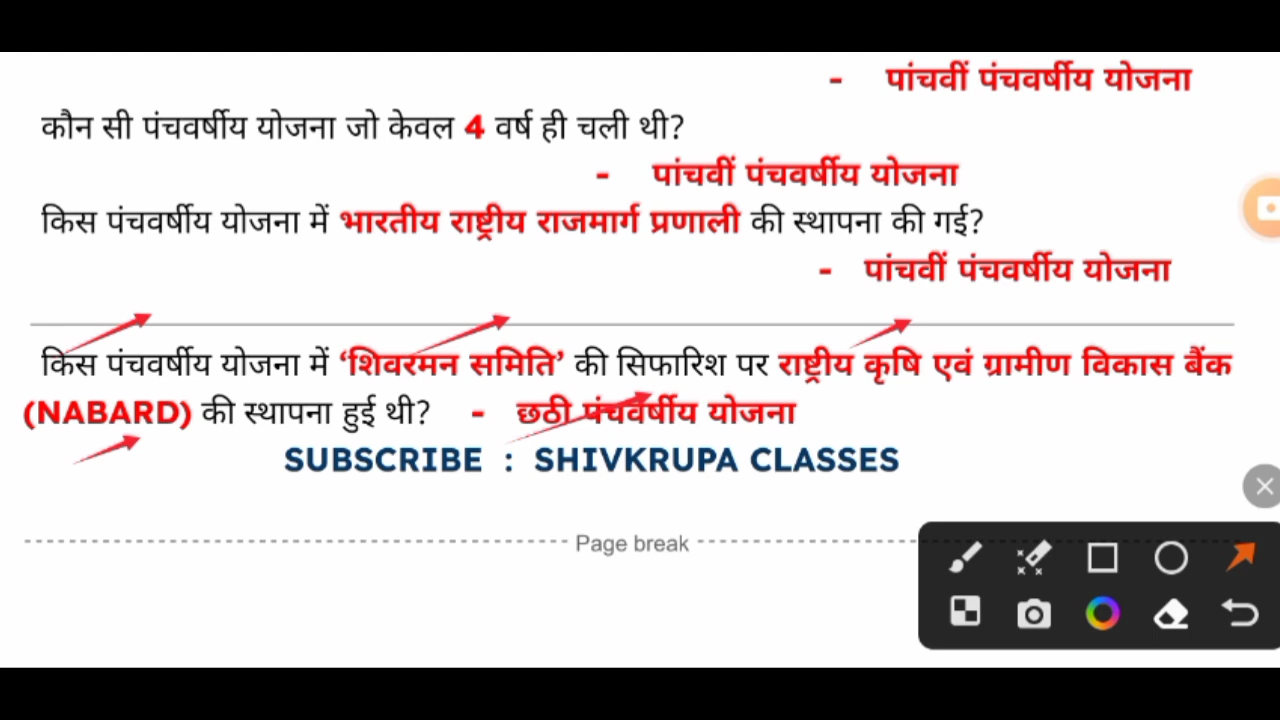 - पांचवीं पंचवर्षीय योजना
कौन सी पंचवर्षीय योजना जो केवल 4 वर्ष ही चली थी?
- पांचवीं पंचवर्षीय योजना
किस पंचवर्षीय योजना में भारतीय राष्ट्रीय राजमार्ग प्रणाली की स्थापना की गई?
- पांचवीं पंचवर्षीय योजना
किस पंचवर्षीय योजना में ‘शिवरमन समिति’ की सिफारिश पर राष्ट्रीय कृषि एवं ग्रामीण विकास बैंक
(NABARD) की स्थापना हुई थी? - छठी पंचवर्षीय योजना
SUBSCRIBE : SHIVKRUPA CLASSES
Page break